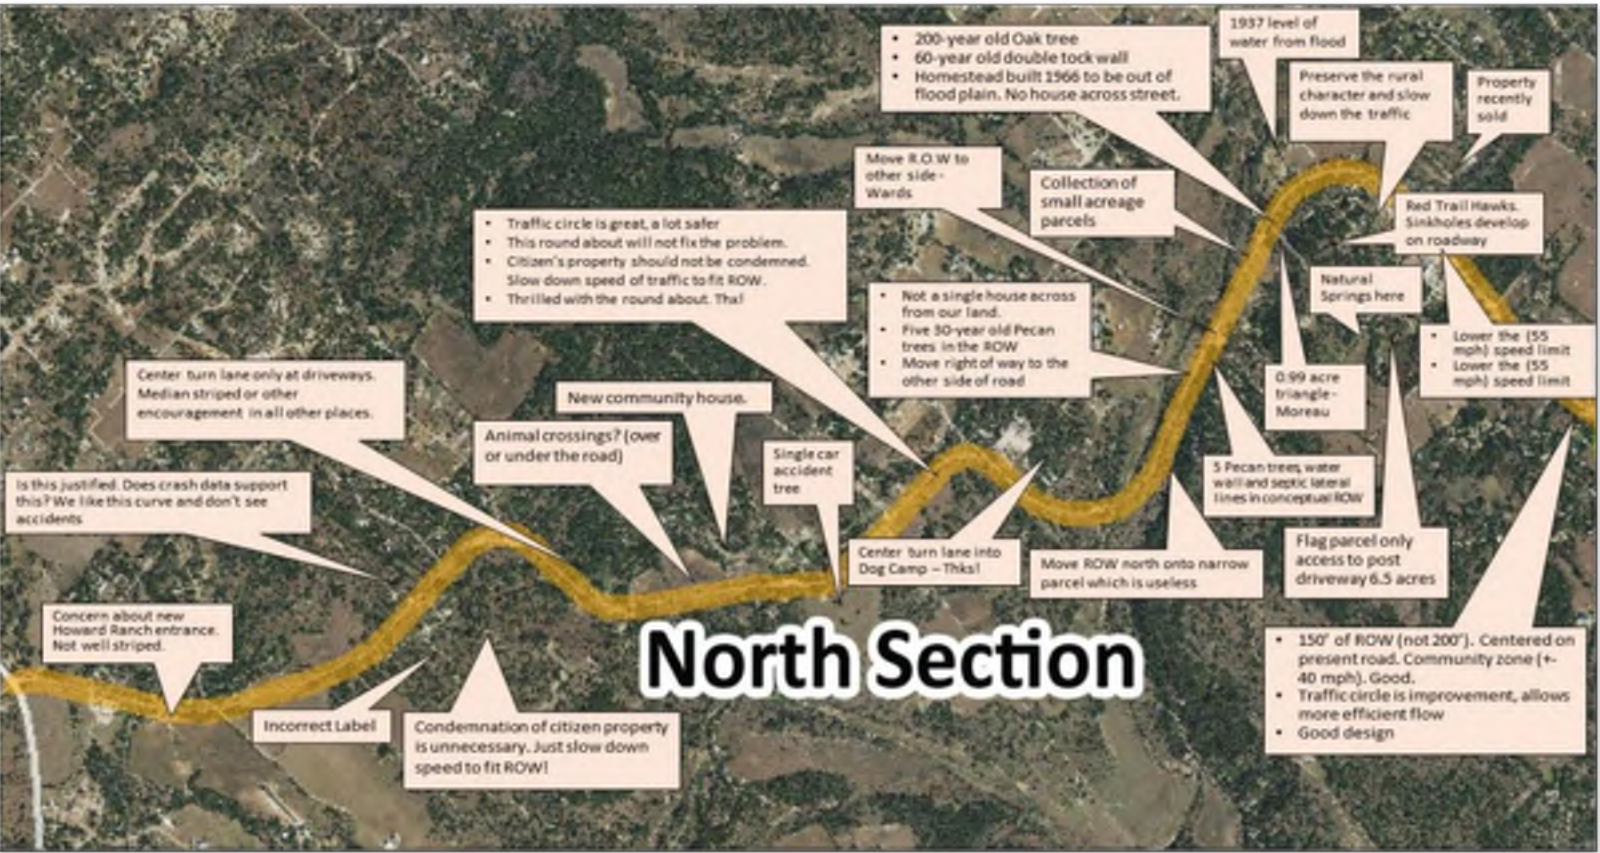 • 200-year old Oak tree
• 60-year old double tock wall
• Homestead built 1966 to be out of
flood plain. No house across street.
1937 level of
water from flood
Preserve the rural
character and slow
down the traffic
Property
recently
sold
Move R.O.W to
other side-
Wards
Collection of
small acreage
parcels
Red Trail Hawks.
Sinkholes develop
on roadway
• Traffic circle is great, a lot safer
• This round about will not fix the problem.
• Citizen's property should not be condemned.
Slow down speed of traffic to fit ROW.
• Thrilled with the round about. Thx!
Natural
Springs here
• Not a single house across
from our land.
• Five 30-year old Pecan
trees in the ROW
• Move right of way to the
other side of road
• Lower the (55
mph) speed limit
• Lower the (55
mph) speed limit
Center turn lane only at driveways.
Median striped or other
encouragement in all other places.
0.99 acre
triangle-
Moreau
New community house.
Animal crossings? (over
or under the road)
Single car
accident
tree
5 Pecan trees, water
wall and septic lateral
lines in conceptual ROW
Is this justified. Does crash data support
this? We like this curve and don't see
accidents
Center turn lane into
Dog Camp – Thks!
Move ROW north onto narrow
parcel which is useless
Flag parcel only
access to post
driveway 6.5 acres
Concern about new
Howard Ranch entrance.
Not well striped.
North Section
• 150' of ROW (not 200'). Centered on
present road. Community zone (+-
40 mph). Good.
• Traffic circle is improvement, allows
more efficient flow
• Good design
Incorrect Label
Condemnation of citizen property
is unnecessary. Just slow down
speed to fit ROW!